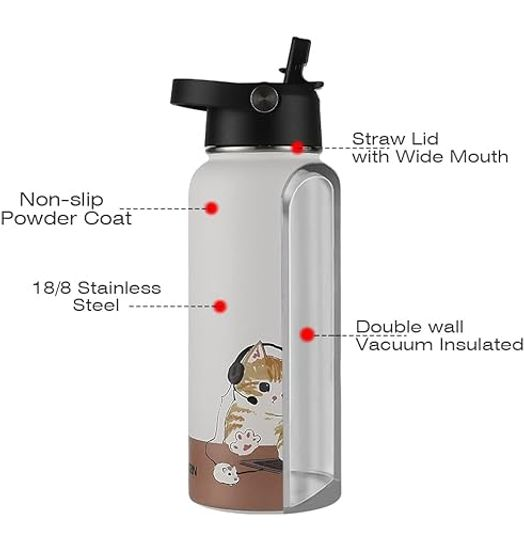 Straw Lid
with Wide Mouth
Non-slip
Powder Coat
18/8 Stainless
Steel
Double wall
Vacuum Insulated